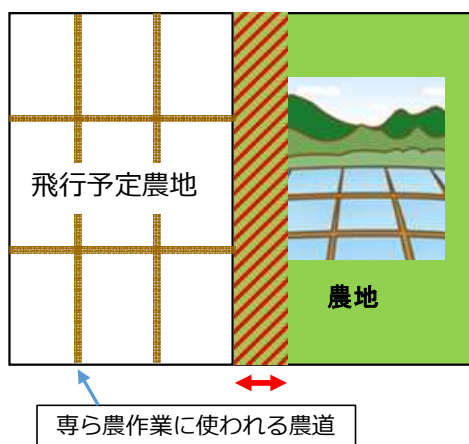 飛行予定農地
農地
専ら農作業に使われる農道